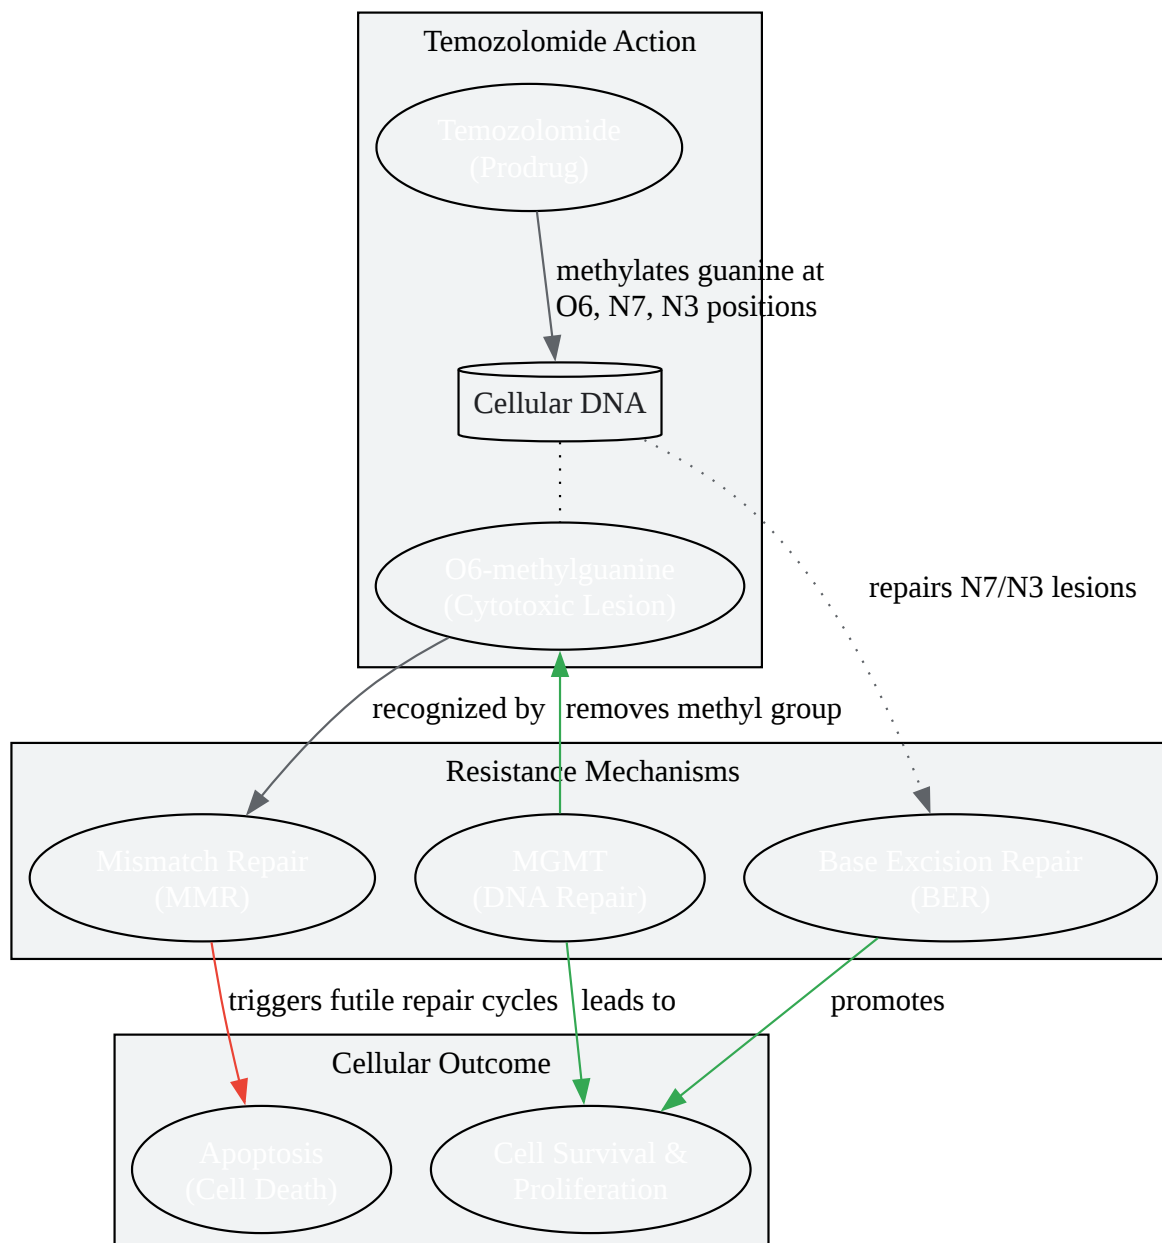 Temozolomide Action
Temozolomide
(Prodrug)
methylates guanine at
O6, N7, N3 positions
Cellular DNA
O6-methylguanine
(Cytotoxic Lesion)
repairs N7/N3 lesions
recognized by
removes methyl group
Resistance Mechanisms
Mismatch Repair
(MMR)
MGMT
(DNA Repair)
Base Excision Repair
(BER)
triggers futile repair cycles
leads to
promotes
Cellular Outcome
Apoptosis
(Cell Death)
Cell Survival &
Proliferation